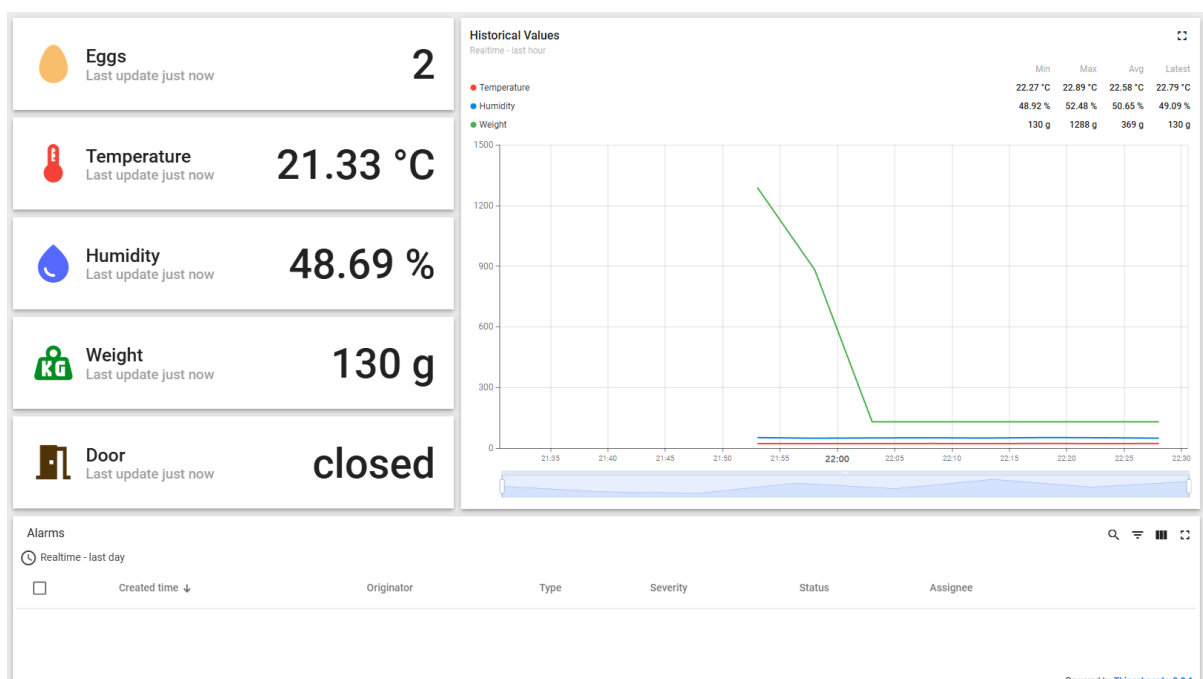 Eggs
Last update just now
2
Temperature
Last update just now
21.33 °C
Humidity
Last update just now
48.69 %
KG
Weight
Last update just now
130 g
Door
Last update just now
closed
Historical Values
Realtime - last hour
Min Max Avg Latest
Temperature 22.27 °C 22.89 °C 22.58 °C 22.79 °C
Humidity 48.92 % 52.48 % 50.65 % 49.09 %
Weight 130 g 1288 g 369 g 130 g
1500
1200
900
600
300
0
21:35 21:40 21:45 21:50 21:55 22:00 22:05 22:10 22:15 22:20 22:25 22:30
Alarms
Realtime - last day
Created time Originator Type Severity Status Assignee